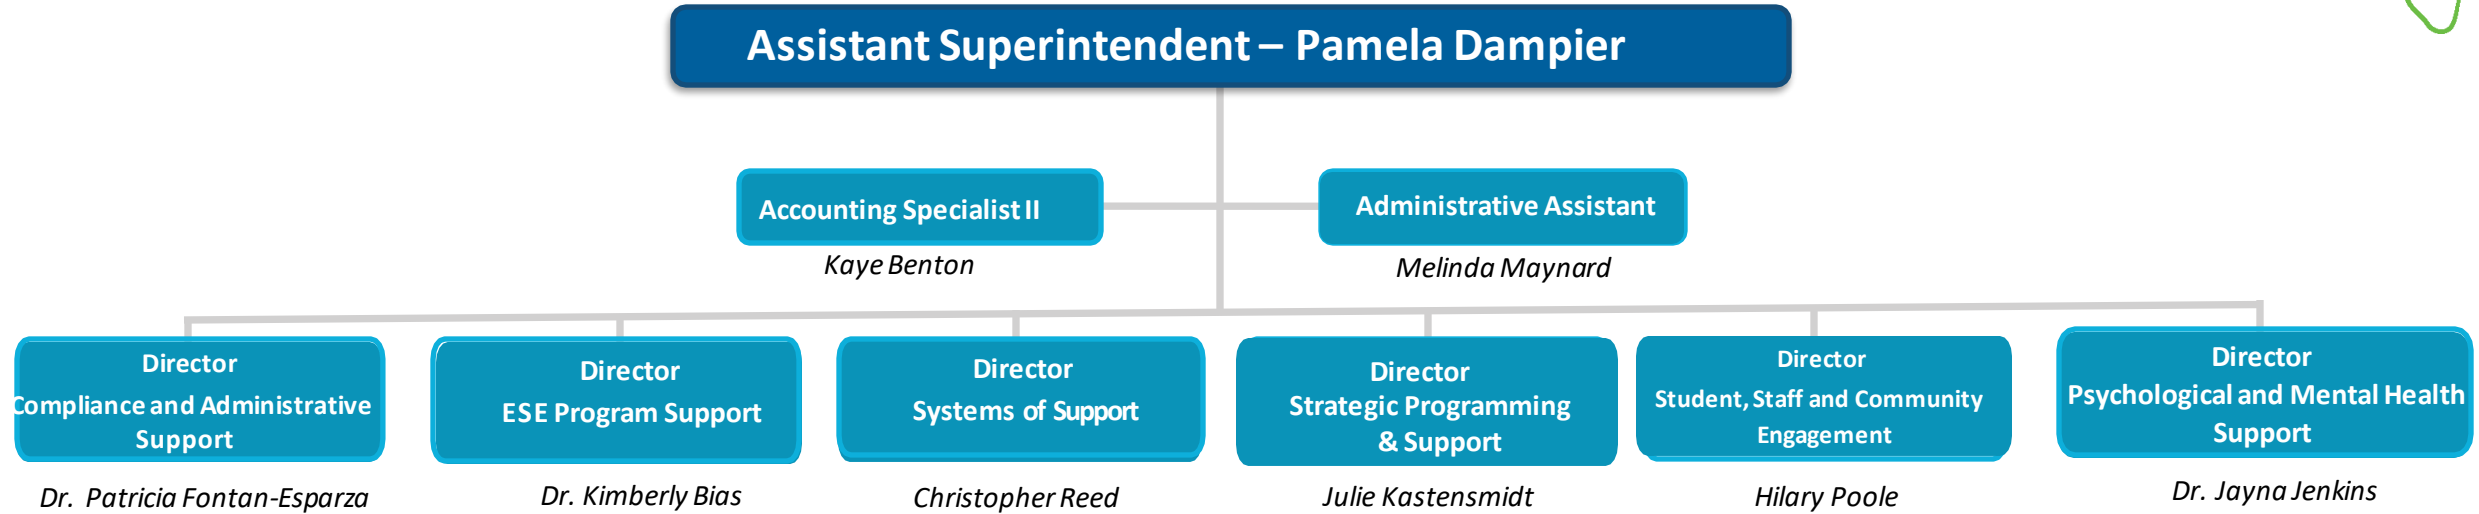 Assistant Superintendent – Pamela Dampier
Accounting Specialist II
Kaye Benton
Administrative Assistant
Melinda Maynard
Director
Compliance and Administrative
Support
Dr. Patricia Fontan-Esparza
Director
ESE Program Support
Dr. Kimberly Bias
Director
Systems of Support
Christopher Reed
Director
Strategic Programming
& Support
Julie Kastensmidt
Director
Student, Staff and Community
Engagement
Hilary Poole
Director
Psychological and Mental Health
Support
Dr. Jayna Jenkins